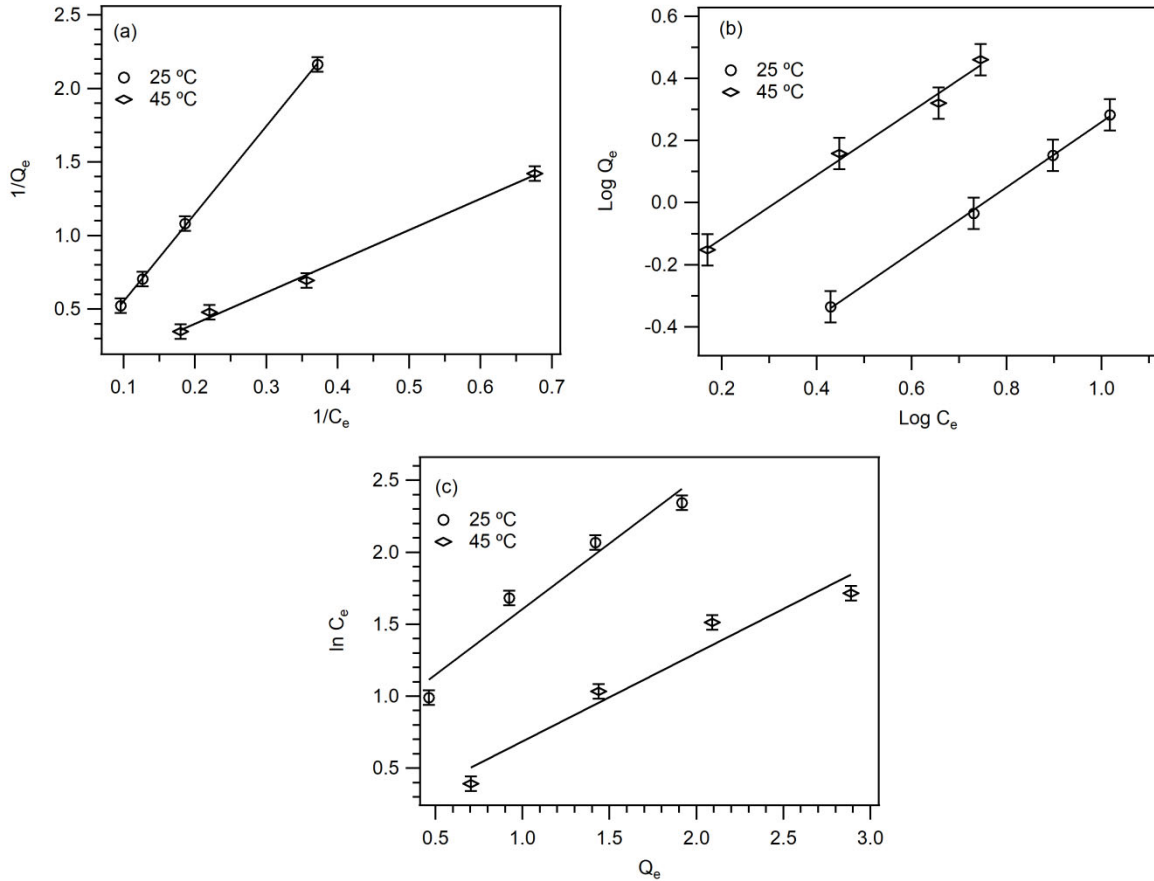 (a)
25 ºC
45 ºC
2.5
2.0
1.5
1.0
0.5
1/Qe
0.1 0.2 0.3 0.4 0.5 0.6 0.7
1/Ce
(b)
25 ºC
45 ºC
0.6
0.4
0.2
0.0
-0.2
-0.4
Log Qe
0.2 0.4 0.6 0.8 1.0
Log Ce
(c)
25 ºC
45 ºC
2.5
2.0
1.5
1.0
0.5
ln Ce
0.5 1.0 1.5 2.0 2.5 3.0
Qe